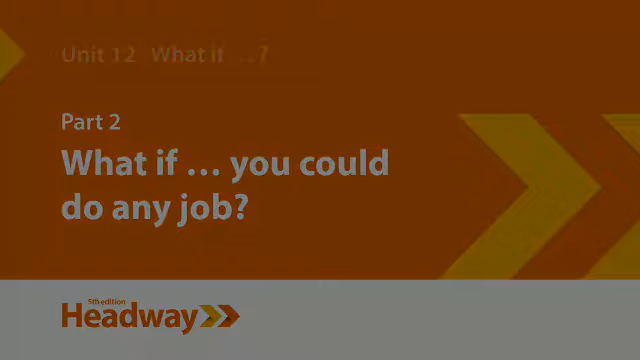 Unit 12 What if ...?
Part 2
What if ... you could
do any job?
5th edition
Headway